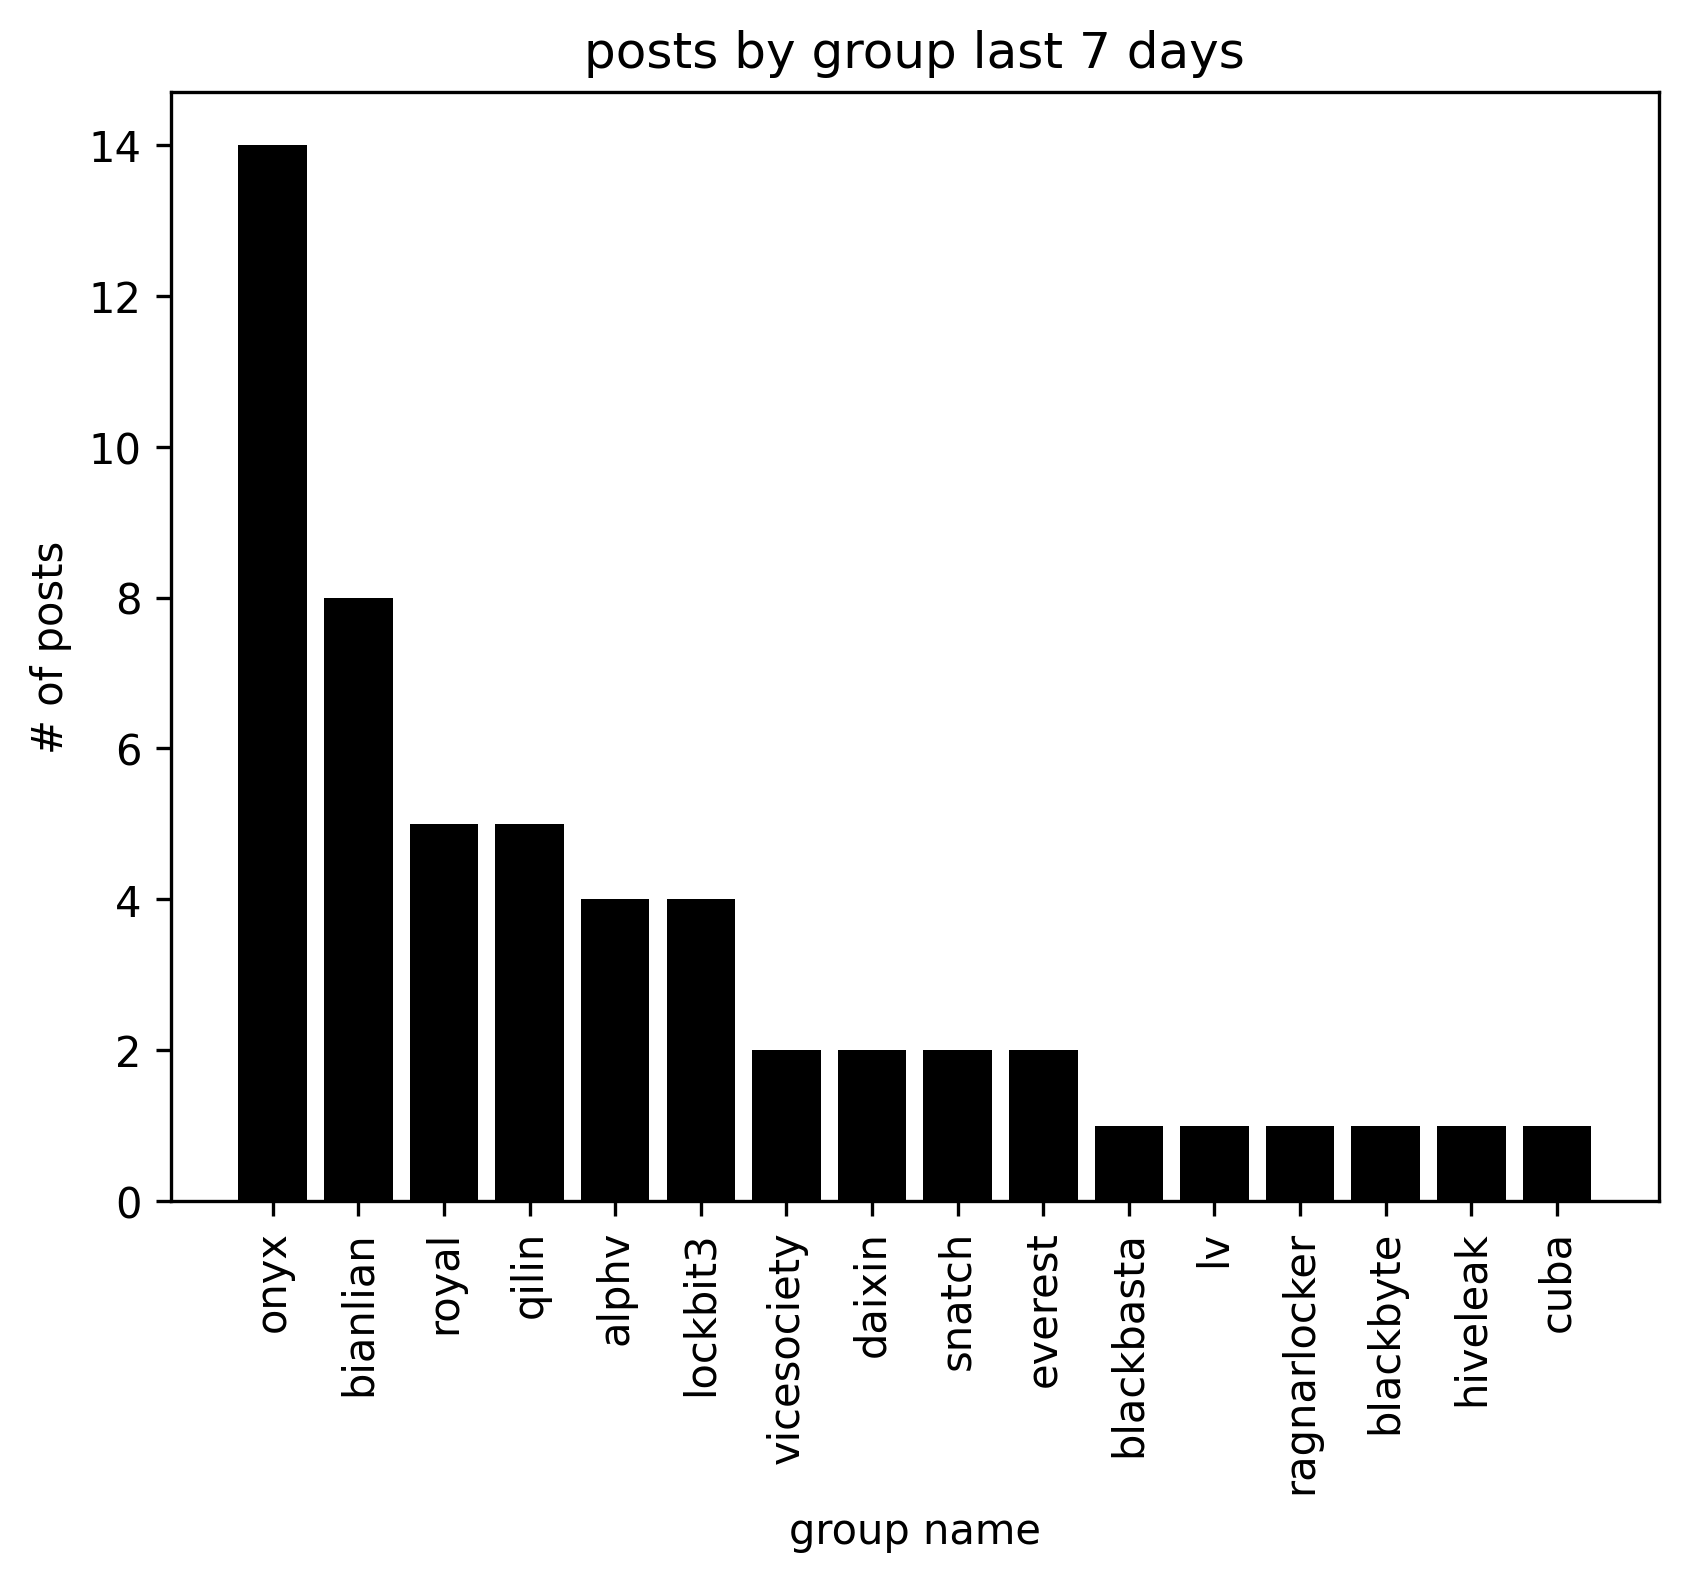 posts by group last 7 days
# of posts
14
12
10
8
6
4
2
0
onyx
bianlian
royal
qilin
alphv
lockbit3
vicesociety
daixin
snatch
everest
blackbasta
lv
ragnarlocker
blackbyte
hiveleak
cuba
group name